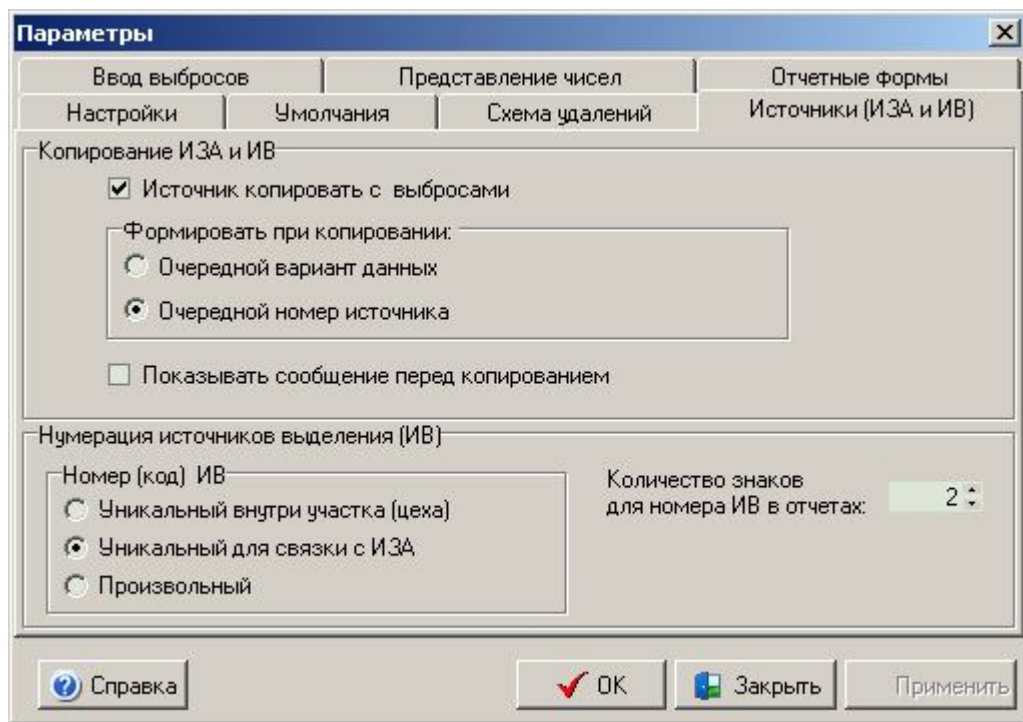 Параметры
Ввод выбросов
Представление чисел
Отчетные формы
Настройки
Умолчания
Схема удалений
Источники (ИЗА и ИВ)
Копирование ИЗА и ИВ
Источник копировать с выбросами
Формировать при копировании:
Очередной вариант данных
Очередной номер источника
Показывать сообщение перед копированием
Нумерация источников выделения (ИВ)
Номер (код) ИВ
Уникальный внутри участка (цеха)
Уникальный для связки с ИЗА
Произвольный
Количество знаков
для номера ИВ в отчетах:
2
Справка
OK
Закрыть
Применить